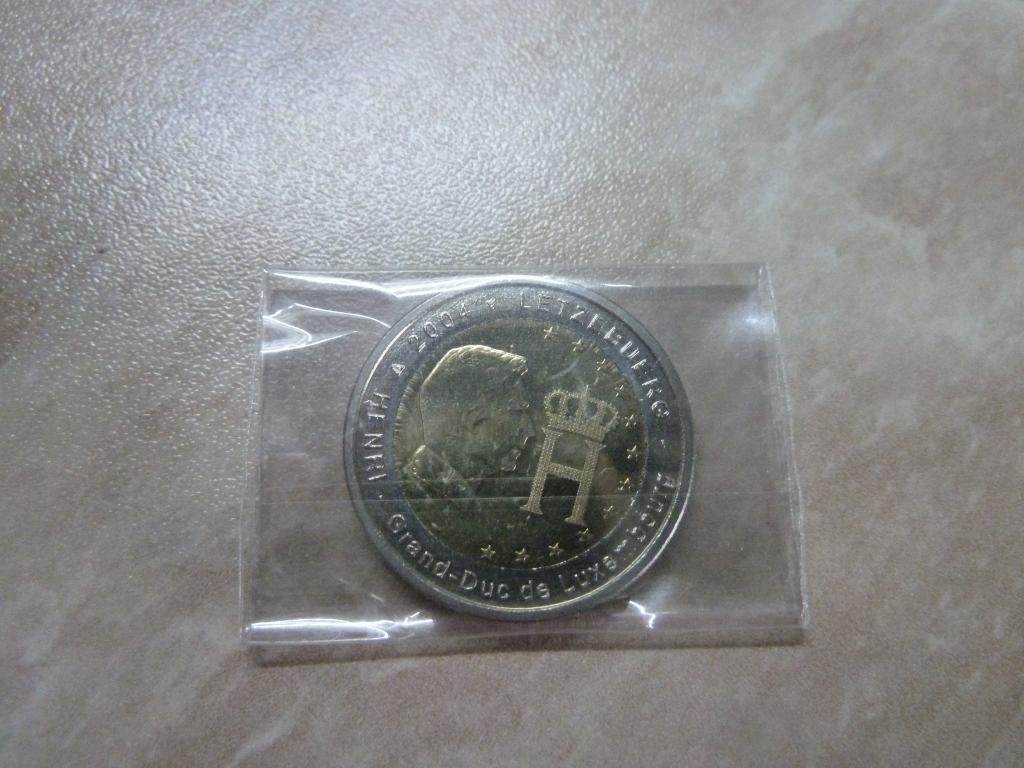 2004 LËTZEBUERG
HENRI
Grand-Duc de Luxembourg
H